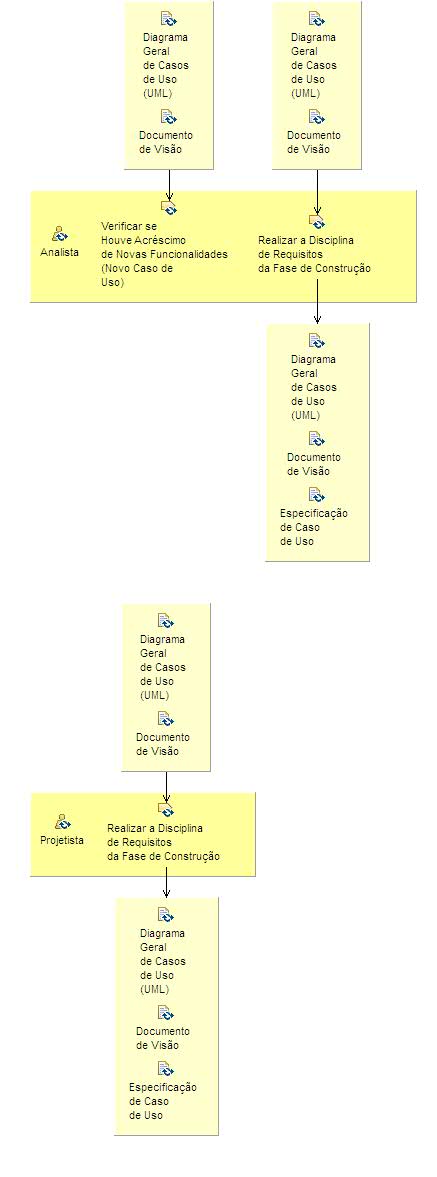 Diagrama
Geral
de Casos
de Uso
(UML)
Documento
de Visão
Diagrama
Geral
de Casos
de Uso
(UML)
Documento
de Visão
Analista
Verificar se
Houve Acréscimo
de Novas Funcionalidades
(Novo Caso de
Uso)
Realizar a Disciplina
de Requisitos
da Fase de Construção
Diagrama
Geral
de Casos
de Uso
(UML)
Documento
de Visão
Especificação
de Caso
de Uso
Diagrama
Geral
de Casos
de Uso
(UML)
Documento
de Visão
Projetista
Realizar a Disciplina
de Requisitos
da Fase de Construção
Diagrama
Geral
de Casos
de Uso
(UML)
Documento
de Visão
Especificação
de Caso
de Uso